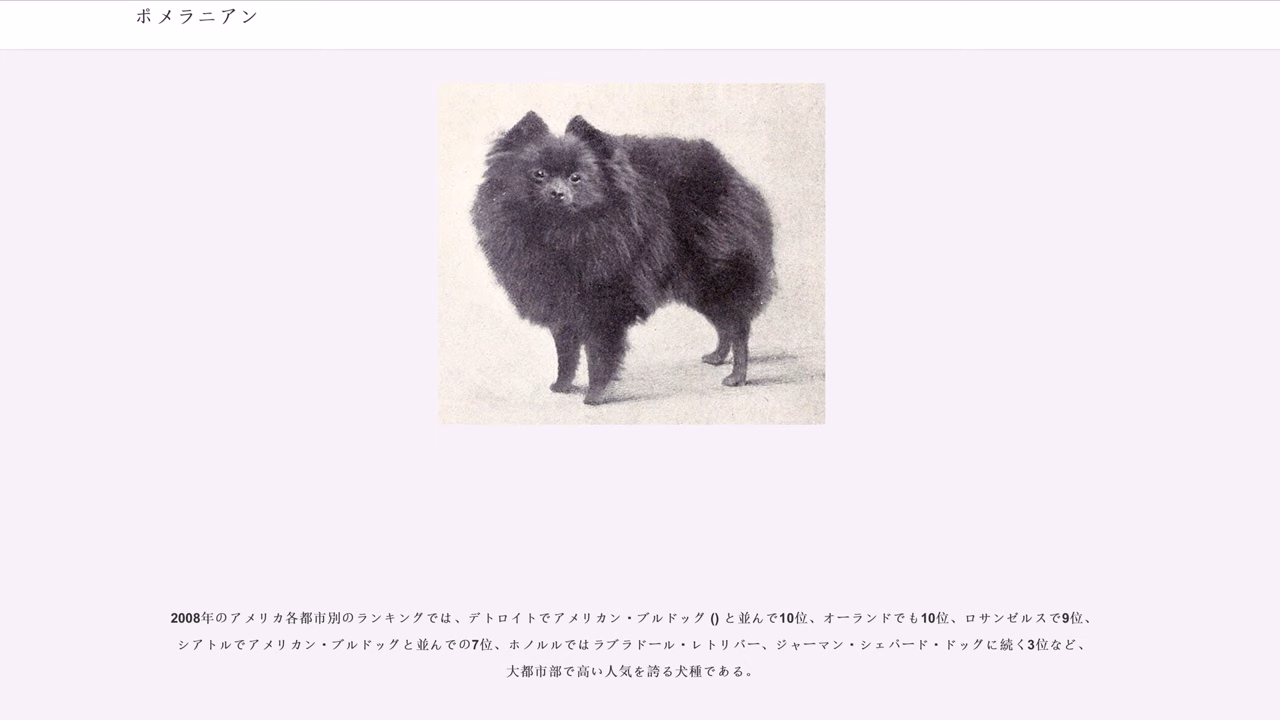 ポメラニアン
2008年のアメリカ各都市別のランキングでは、デトロイトでアメリカン・ブルドッグ () と並んで10位、オーランドでも10位、ロサンゼルスで9位、
シアトルでアメリカン・ブルドッグと並んでの7位、ホノルルではラブラドール・レトリバー、ジャーマン・シェパード・ドッグに続く3位など、
大都市部で高い人気を誇る犬種である。